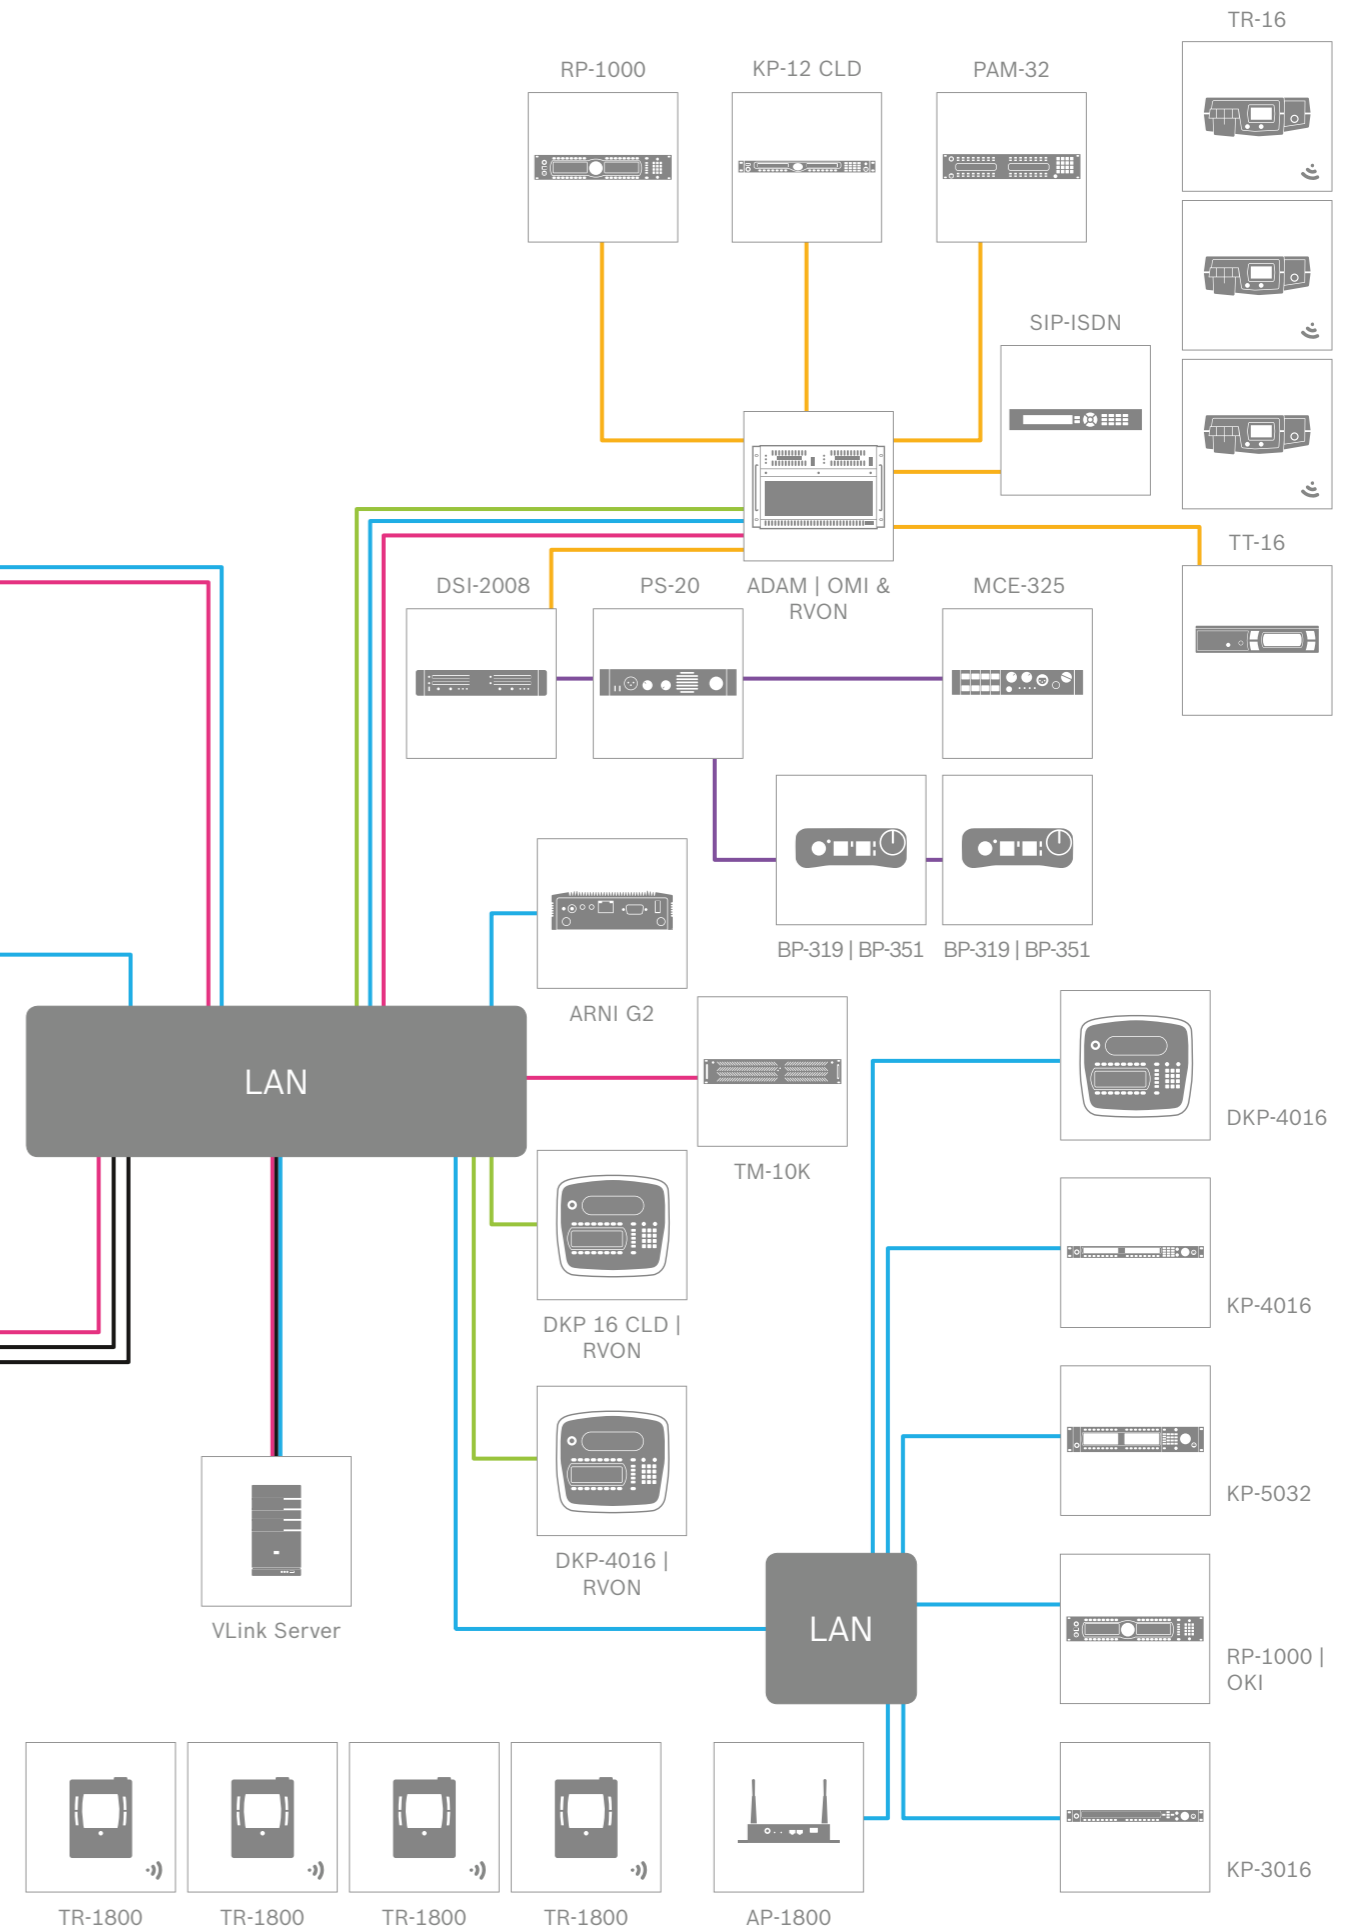 TR-16
RP-1000
KP-12 CLD
PAM-32
SIP-ISDN
TT-16
DSI-2008
PS-20
ADAM | OMI &
RVON
MCE-325
BP-319 | BP-351
BP-319 | BP-351
ARNI G2
LAN
TM-10K
DKP-4016
DKP 16 CLD |
RVON
KP-4016
KP-5032
DKP-4016 |
RVON
VLink Server
LAN
RP-1000 |
OKI
KP-3016
TR-1800
TR-1800
TR-1800
TR-1800
AP-1800